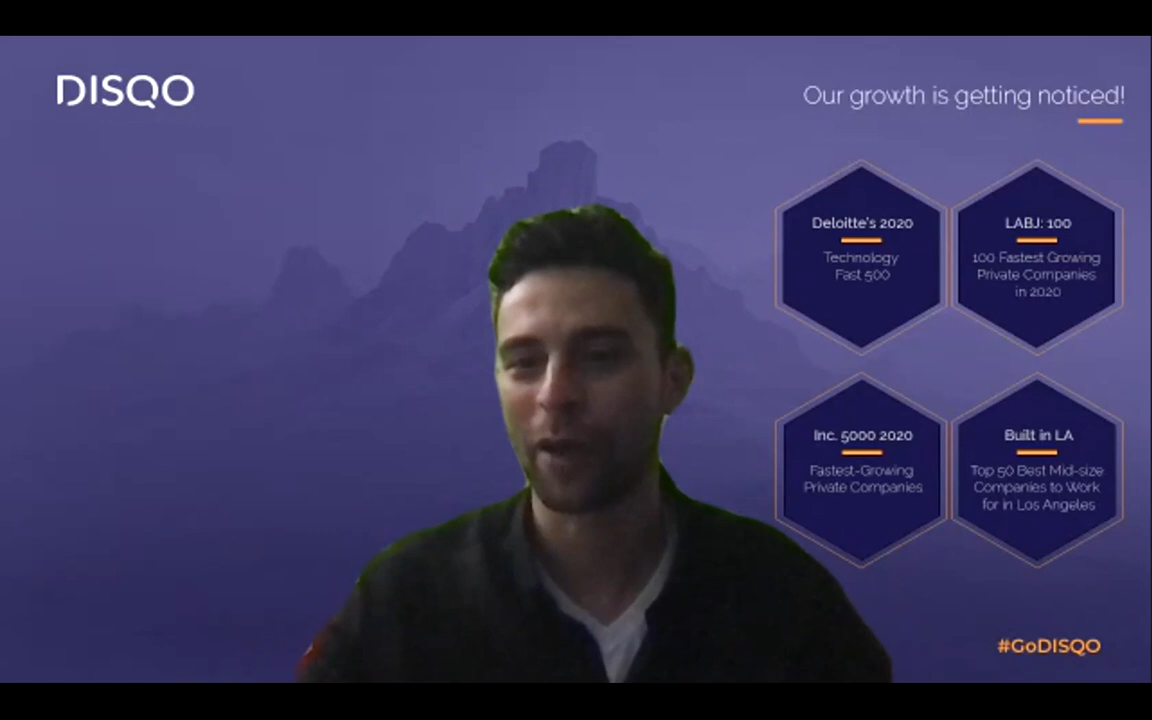 DISQO
Our growth is getting noticed!
Deloitte's 2020
Technology
Fast 500
LABJ: 100
100 Fastest Growing
Private Companies
in 2020
Inc. 5000 2020
Fastest-Growing
Private Companies
Built in LA
Top 50 Best Mid-size
Companies to Work
for in Los Angeles
#GoDISQO